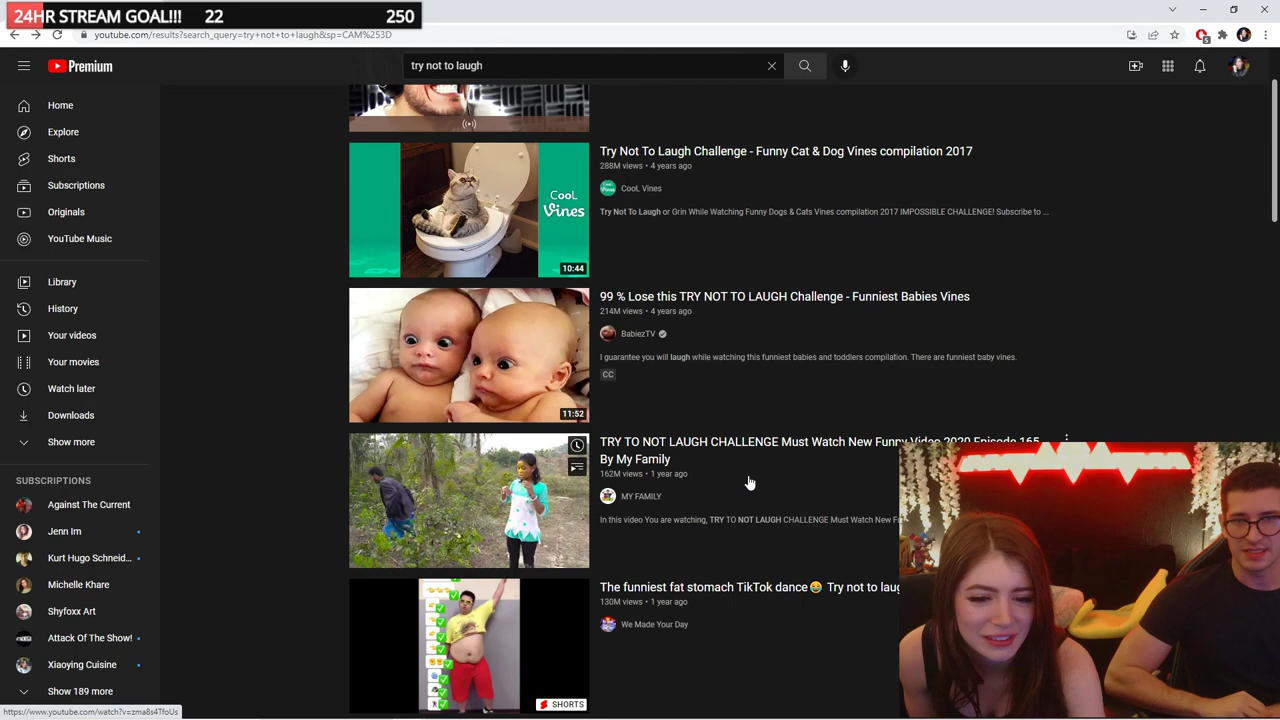 24HR STREAM GOAL!!! 22 250
youtube.com/results?search_query=try+not+to+laugh&sp=CAM%253D
5
Premium
try not to laugh
Home
Explore
Shorts
Subscriptions
Originals
YouTube Music
Library
History
Your videos
Your movies
Watch later
Downloads
Show more
SUBSCRIPTIONS
Against The Current
Jenn Im
Kurt Hugo Schneid...
Michelle Khare
Shyfoxx Art
Attack Of The Show!
Xiaoying Cuisine
Show 189 more
https://www.youtube.com/watch?v=zma8s4TfoUs
COOL
Vines
10:44
Try Not To Laugh Challenge - Funny Cat & Dog Vines compilation 2017
288M views • 4 years ago
COOL
Vines
CooL Vines
Try Not To Laugh or Grin While Watching Funny Dogs & Cats Vines compilation 2017 IMPOSSIBLE CHALLENGE! Subscribe to ...
11:52
99 % Lose this TRY NOT TO LAUGH Challenge - Funniest Babies Vines
214M views • 4 years ago
BabiezTV
I guarantee you will laugh while watching this funniest babies and toddlers compilation. There are funniest baby vines.
CC
TRY TO NOT LAUGH CHALLENGE Must Watch New Funny Video 2020 Episode 165
By My Family
162M views • 1 year ago
MY FAMILY
In this video You are watching, TRY TO NOT LAUGH CHALLENGE Must Watch New
SHORTS
The funniest fat stomach TikTok dance😂 Try not to
130M views • 1 year ago
We Made Your Day